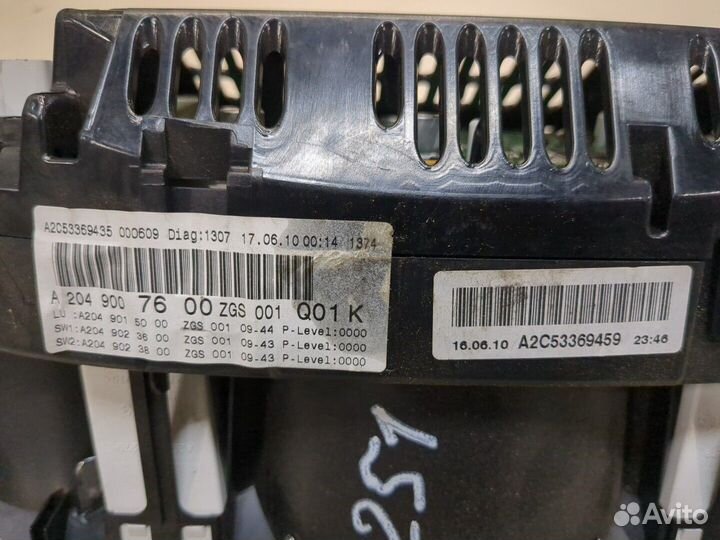 A2C53369435 000609 Diag:1307 17.06.10 00:14 1374
A 204 900 76 00 ZGS 001 Q01 K
LU :A204 901 50 00 ZGS 001 09-44 P-Level:0000
SW1:A204 902 36 00 ZGS 001 09-43 P-Level:0000
SW2:A204 902 38 00 ZGS 001 09-43 P-Level:0000
16.06.10 A2C53369459 23:46
251
Avito